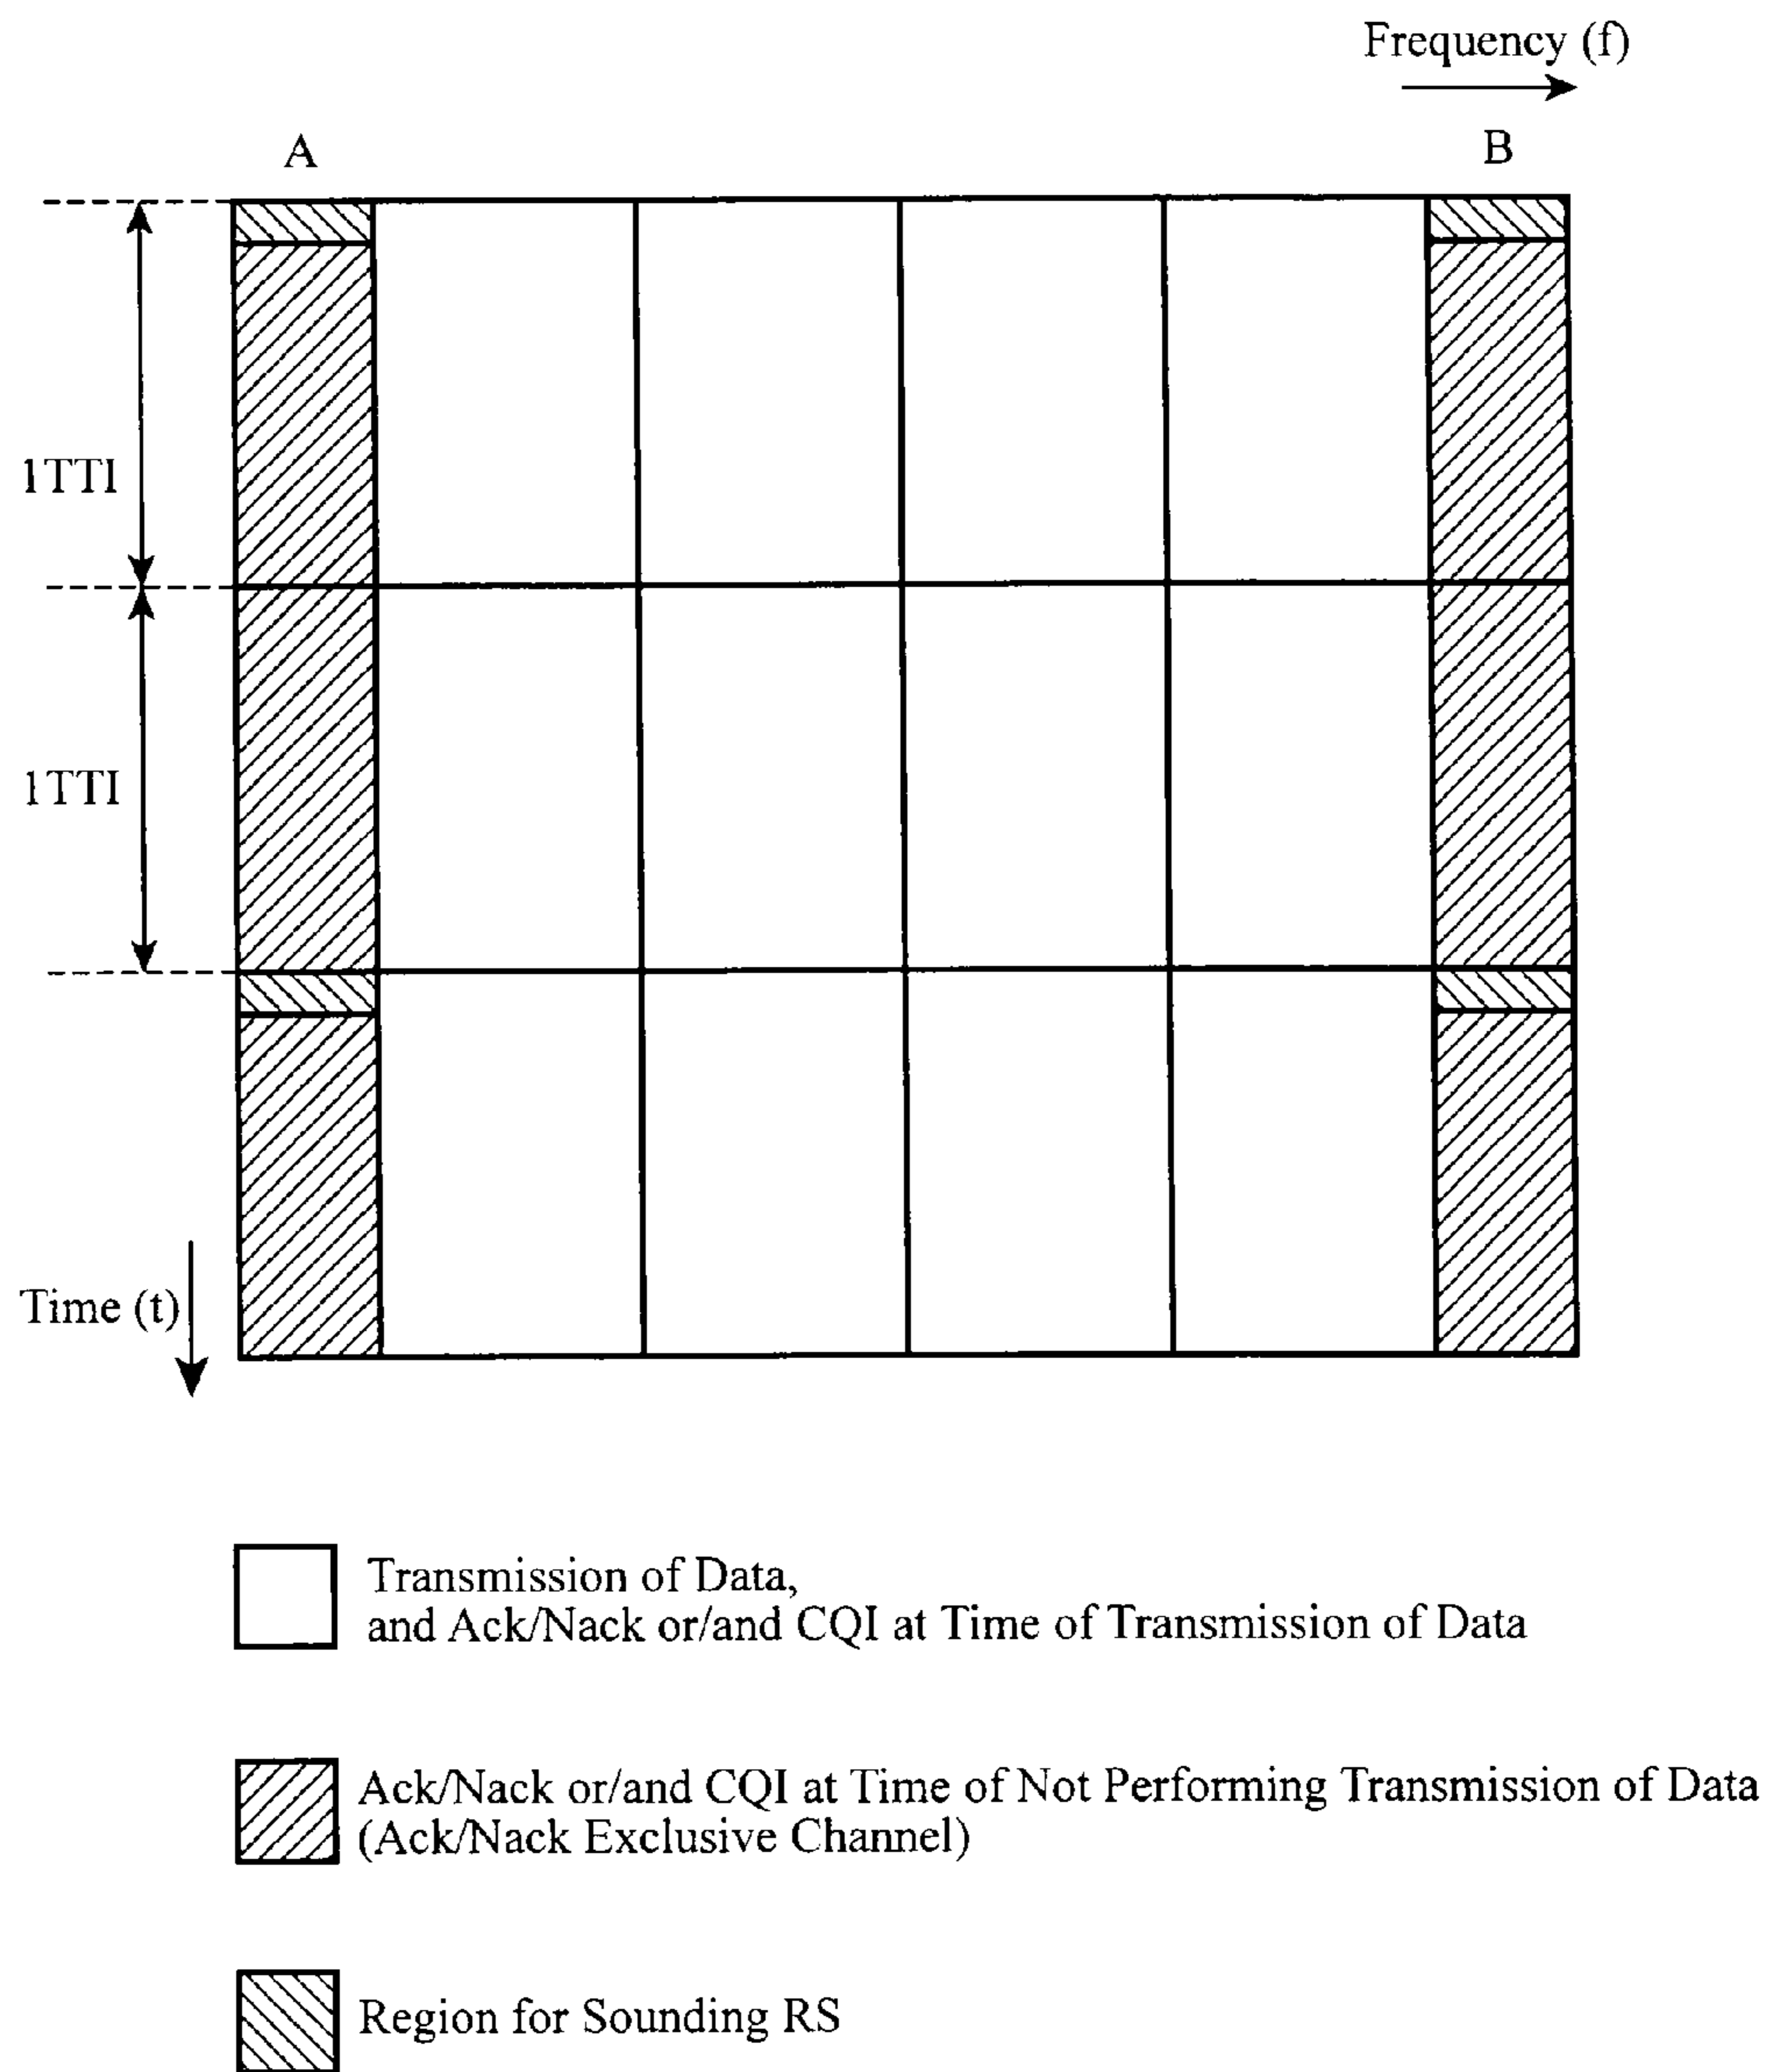 Frequency (f)
A
B
1TTI
1TTI
Time (t)
Transmission of Data,
and Ack/Nack or/and CQI at Time of Transmission of Data
Ack/Nack or/and CQI at Time of Not Performing Transmission of Data
(Ack/Nack Exclusive Channel)
Region for Sounding RS